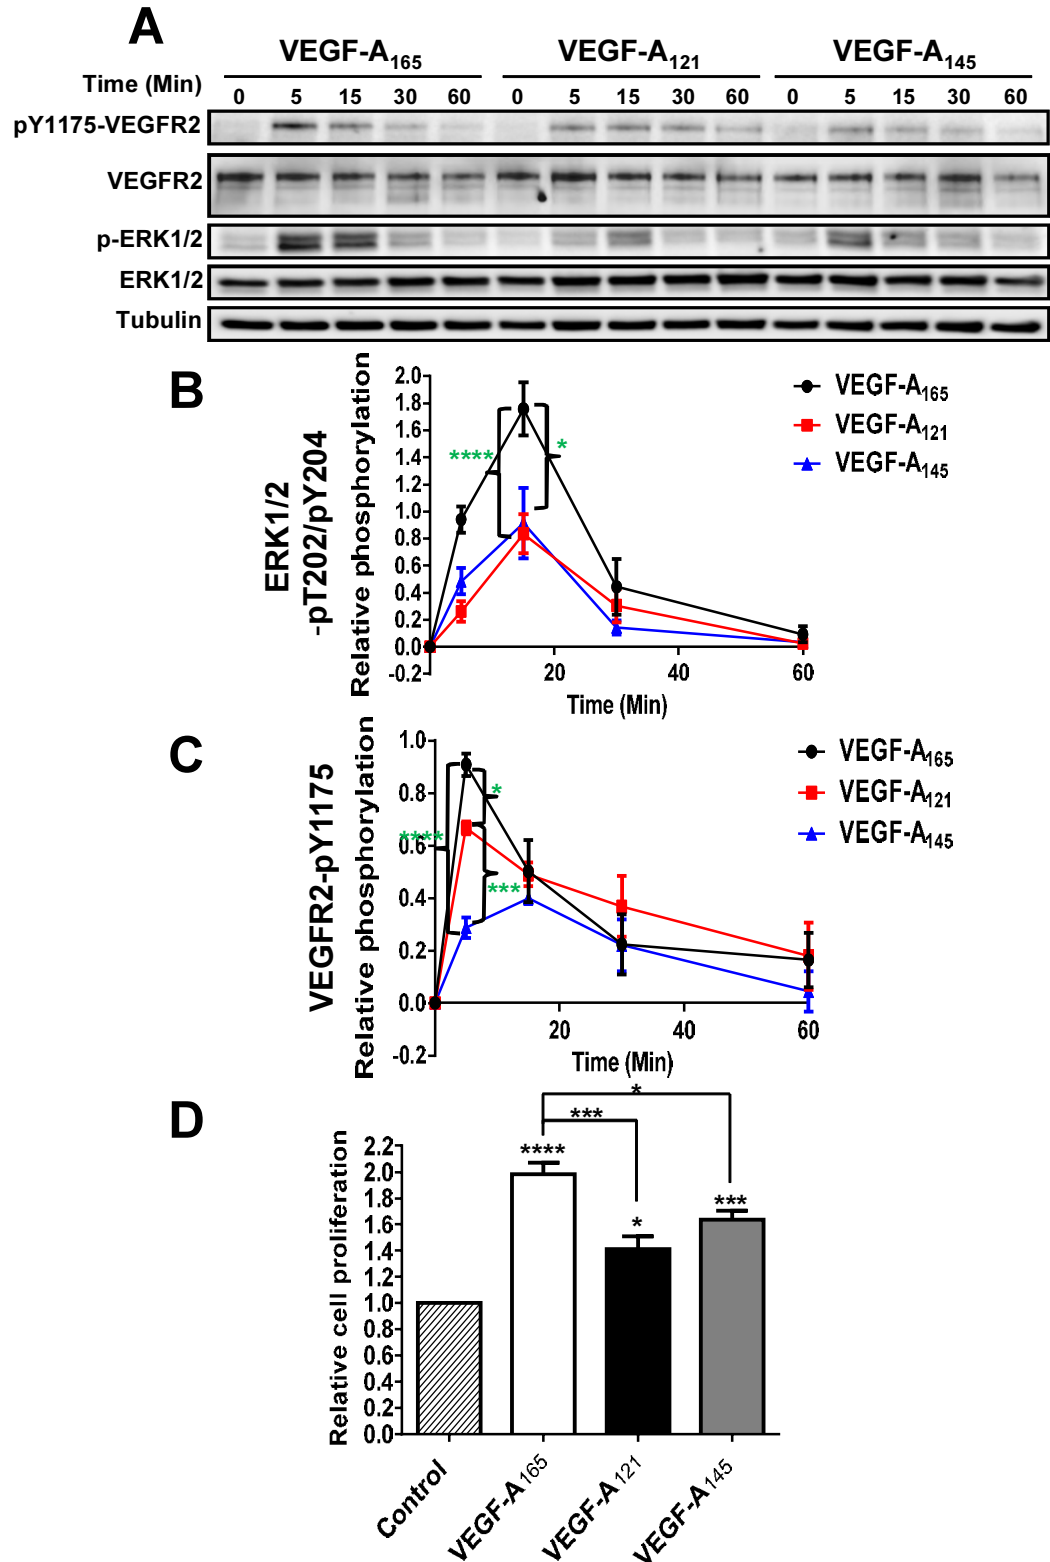 A
VEGF-A165 VEGF-A121 VEGF-A145
Time (Min) 0 5 15 30 60 0 5 15 30 60 0 5 15 30 60
pY1175-VEGFR2
VEGFR2
p-ERK1/2
ERK1/2
Tubulin
B
ERK1/2
-pT202/pY204
Relative phosphorylation
2.0
1.8
1.6
1.4
1.2
1.0
0.8
0.6
0.4
0.2
0.0
-0.2
20 40 60
Time (Min)
**** *
VEGF-A165
VEGF-A121
VEGF-A145
C
VEGFR2-pY1175
Relative phosphorylation
1.0
0.8
0.6
0.4
0.2
0.0
-0.2
20 40 60
Time (Min)
*
****
***
VEGF-A165
VEGF-A121
VEGF-A145
D
Relative cell proliferation
2.2
2.0
1.8
1.6
1.4
1.2
1.0
0.8
0.6
0.4
0.2
0.0
*
***
****
*
***
Control VEGF-A165 VEGF-A121 VEGF-A145